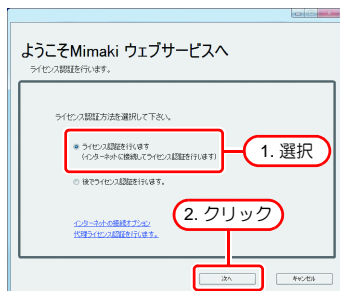 ようこそMimaki ウェブサービスへ
ライセンス認証を行います。
ライセンス認証方法を選択して下さい。
ライセンス認証を行います
(インターネットに接続してライセンス認証を行います)
1. 選択
後でライセンス認証を行います。
2. クリック
インターネットの接続オプション
代理ライセンス認証を行います。
次へ
キャンセル